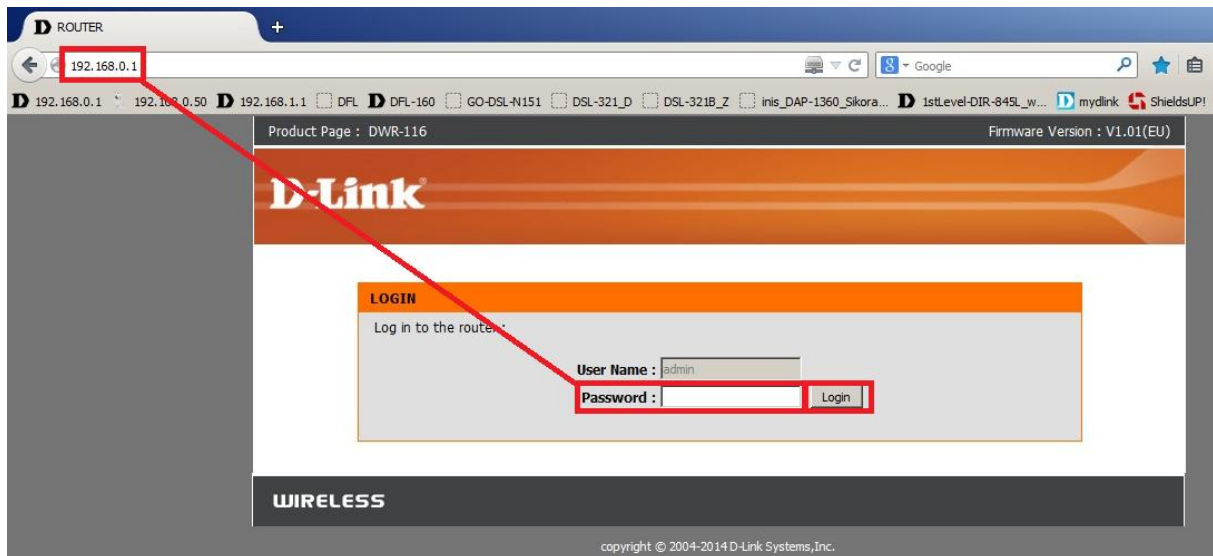 ROUTER
192.168.0.1
Google
192.168.0.1 192.168.0.50 192.168.1.1 DFL DFL-160 GO-DSL-N151 DSL-321_D DSL-321B_Z inis_DAP-1360_Sikora... 1stLevel-DIR-845L_w... mydlink ShieldsUP!
Product Page : DWR-116 Firmware Version : V1.01(EU)
D-Link
LOGIN
Log in to the router :
User Name : admin
Password : Login
WIRELESS
copyright © 2004-2014 D-Link Systems,Inc.